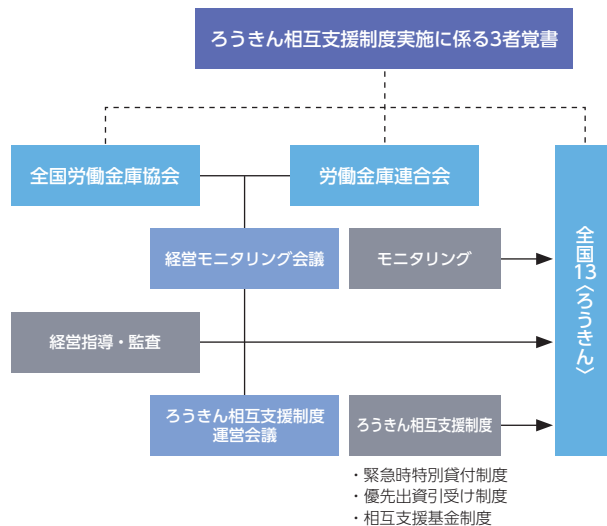 ろうきん相互支援制度実施に係る3者覚書
全国労働金庫協会
労働金庫連合会
全国13〈ろうきん〉
経営モニタリング会議
モニタリング
経営指導・監査
ろうきん相互支援制度
運営会議
ろうきん相互支援制度
・緊急時特別貸付制度
・優先出資引受け制度
・相互支援基金制度